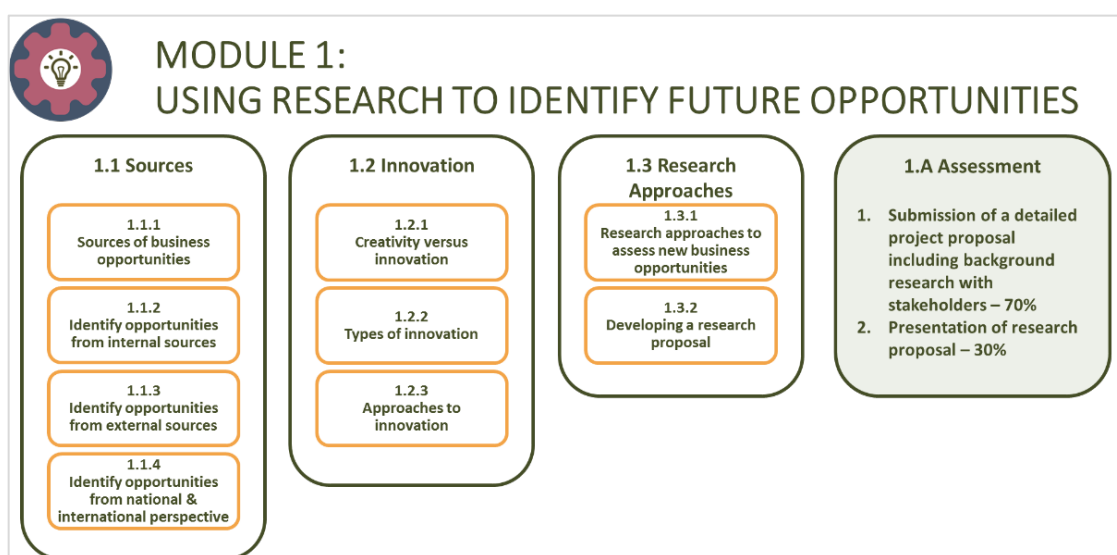 MODULE 1:
USING RESEARCH TO IDENTIFY FUTURE OPPORTUNITIES
1.1 Sources
1.1.1
Sources of business
opportunities
1.1.2
Identify opportunities
from internal sources
1.1.3
Identify opportunities
from external sources
1.1.4
Identify opportunities
from national &
international perspective
1.2 Innovation
1.2.1
Creativity versus
innovation
1.2.2
Types of innovation
1.2.3
Approaches to
innovation
1.3 Research
Approaches
1.3.1
Research approaches to
assess new business
opportunities
1.3.2
Developing a research
proposal
1.A Assessment
1. Submission of a detailed
project proposal
including background
research with
stakeholders – 70%
2. Presentation of research
proposal – 30%